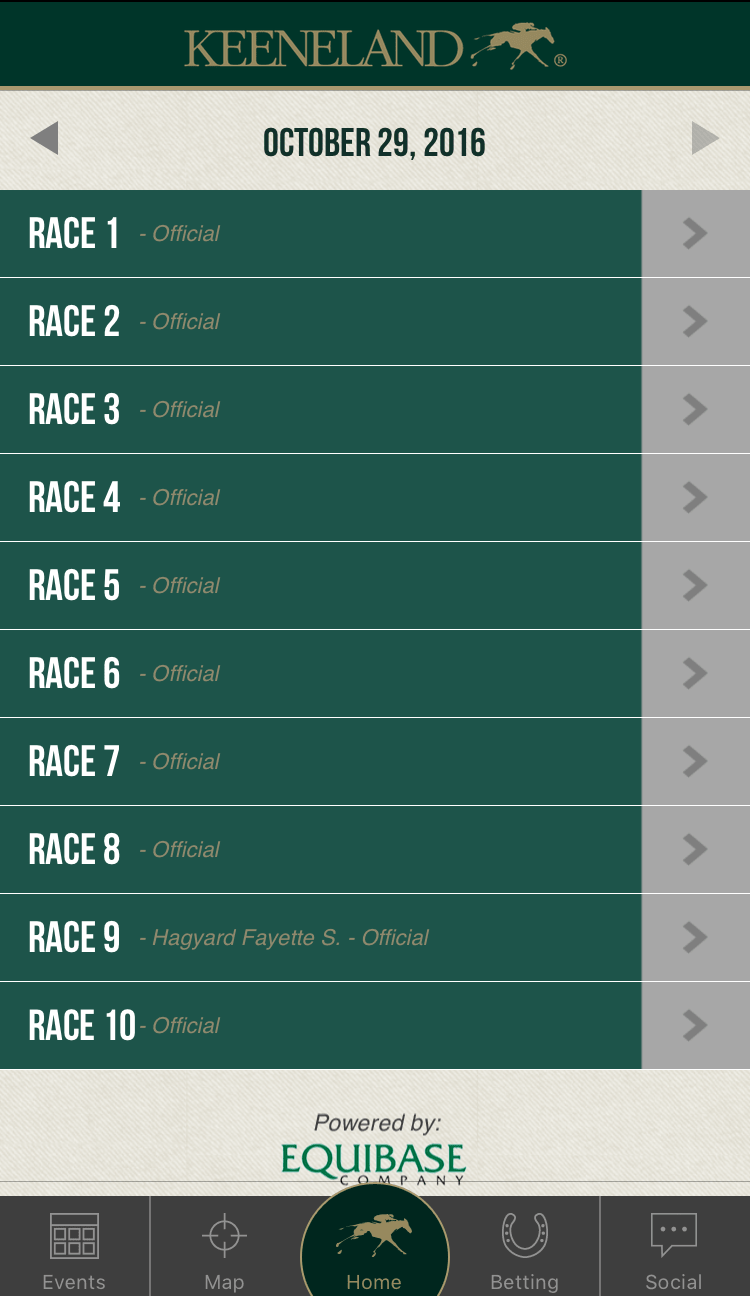 KEENELAND ®
OCTOBER 29, 2016
RACE 1 - Official
RACE 2 - Official
RACE 3 - Official
RACE 4 - Official
RACE 5 - Official
RACE 6 - Official
RACE 7 - Official
RACE 8 - Official
RACE 9 - Hagyard Fayette S. - Official
RACE 10 - Official
Powered by:
EQUIBASE
COMPANY
Events Map Home Betting Social